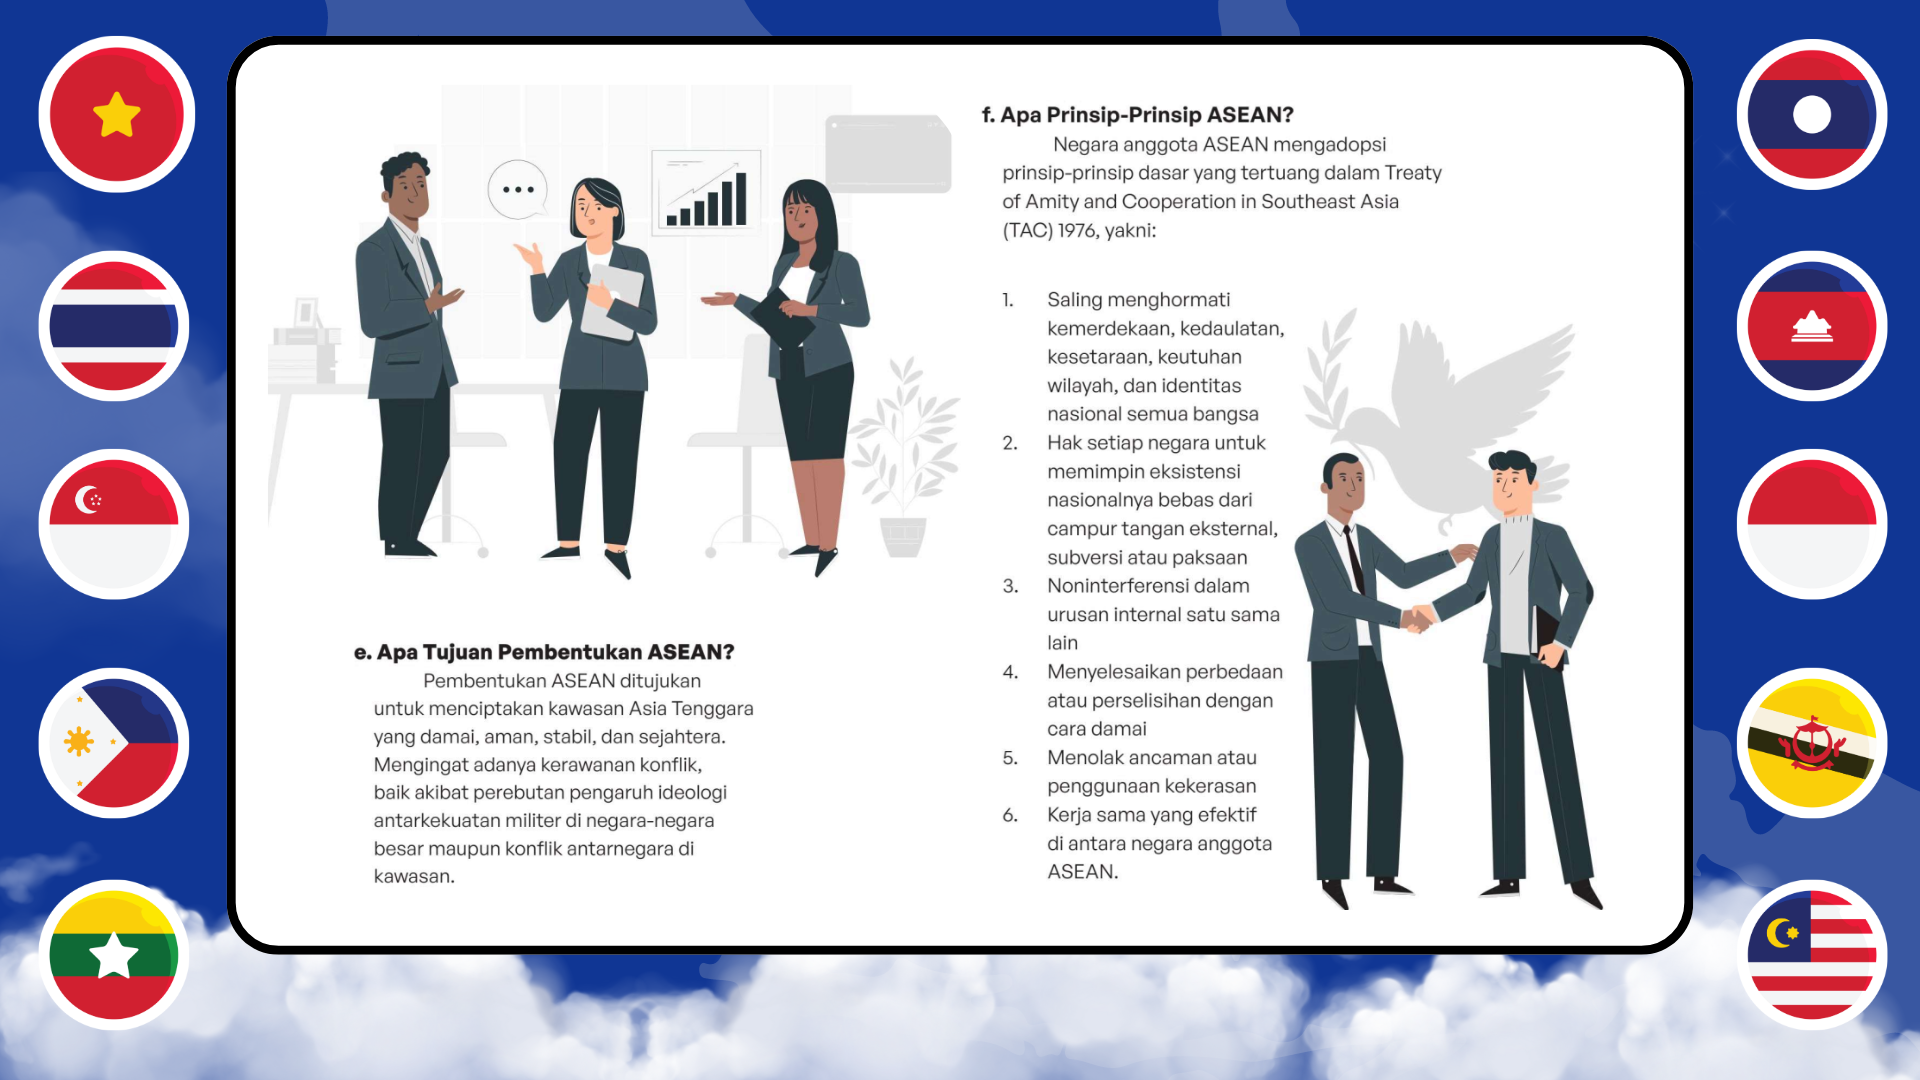 e. Apa Tujuan Pembentukan ASEAN?
Pembentukan ASEAN ditujukan
untuk menciptakan kawasan Asia Tenggara
yang damai, aman, stabil, dan sejahtera.
Mengingat adanya kerawanan konflik,
baik akibat perebutan pengaruh ideologi
antarkekuatan militer di negara-negara
besar maupun konflik antarnegara di
kawasan.
f. Apa Prinsip-Prinsip ASEAN?
Negara anggota ASEAN mengadopsi
prinsip-prinsip dasar yang tertuang dalam Treaty
of Amity and Cooperation in Southeast Asia
(TAC) 1976, yakni:
1. Saling menghormati
kemerdekaan, kedaulatan,
kesetaraan, keutuhan
wilayah, dan identitas
nasional semua bangsa
2. Hak setiap negara untuk
memimpin eksistensi
nasionalnya bebas dari
campur tangan eksternal,
subversi atau paksaan
3. Noninterferensi dalam
urusan internal satu sama
lain
4. Menyelesaikan perbedaan
atau perselisihan dengan
cara damai
5. Menolak ancaman atau
penggunaan kekerasan
6. Kerja sama yang efektif
di antara negara anggota
ASEAN.